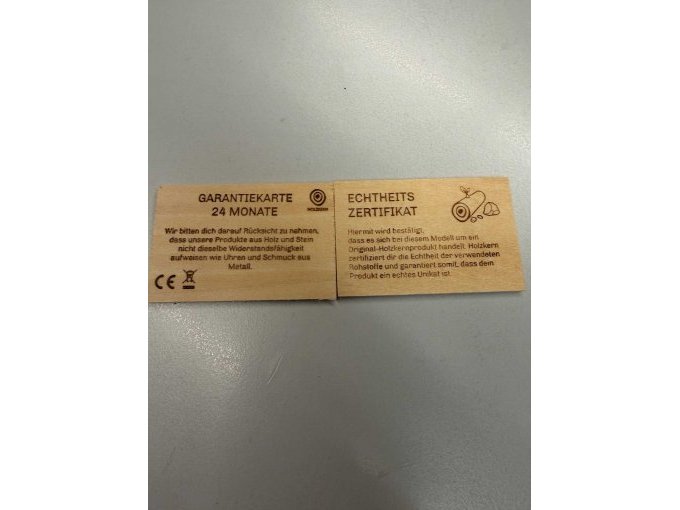 GARANTIEKARTE
24 MONATE
HOLZKERN
Wir bitten dich darauf Rücksicht zu nehmen,
dass unsere Produkte aus Holz und Stein
nicht dieselbe Widerstandsfähigkeit
aufweisen wie Uhren und Schmuck aus
Metall.
CE
ECHTHEITS
ZERTIFIKAT
Hiermit wird bestätigt,
dass es sich bei diesem Modell um ein
Original-Holzkernprodukt handelt. Holzkern
zertifiziert dir die Echtheit der verwendeten
Rohstoffe und garantiert somit, dass dem
Produkt ein echtes Unikat ist.